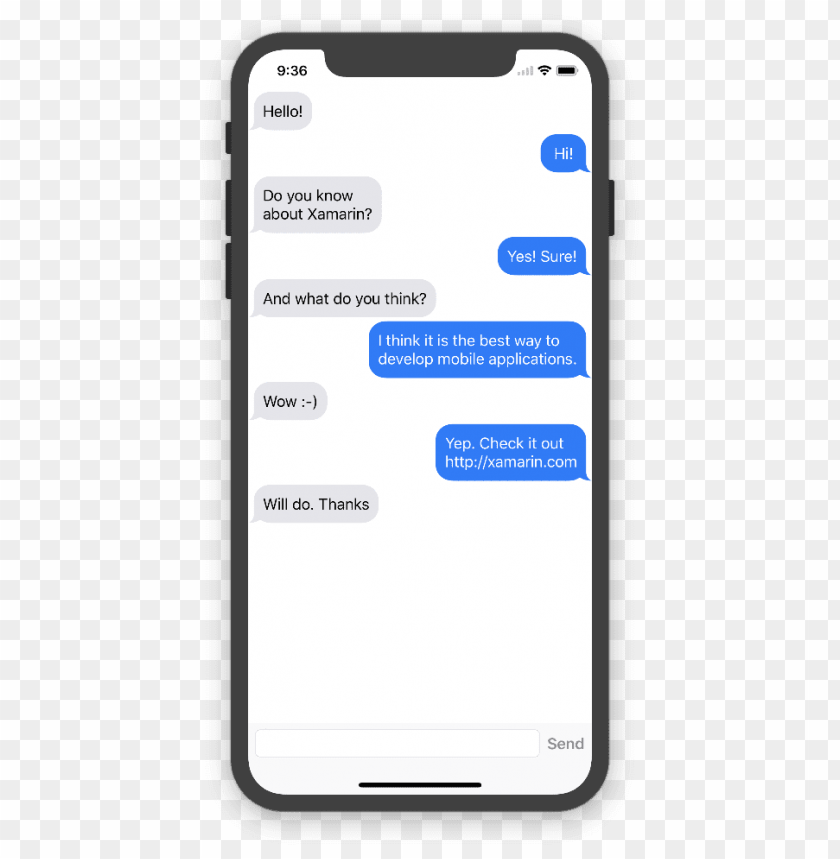 9:36
Hello!
Hi!
Do you know
about Xamarin?
Yes! Sure!
And what do you think?
I think it is the best way to
develop mobile applications.
Wow :-)
Yep. Check it out
http://xamarin.com
Will do. Thanks
Send